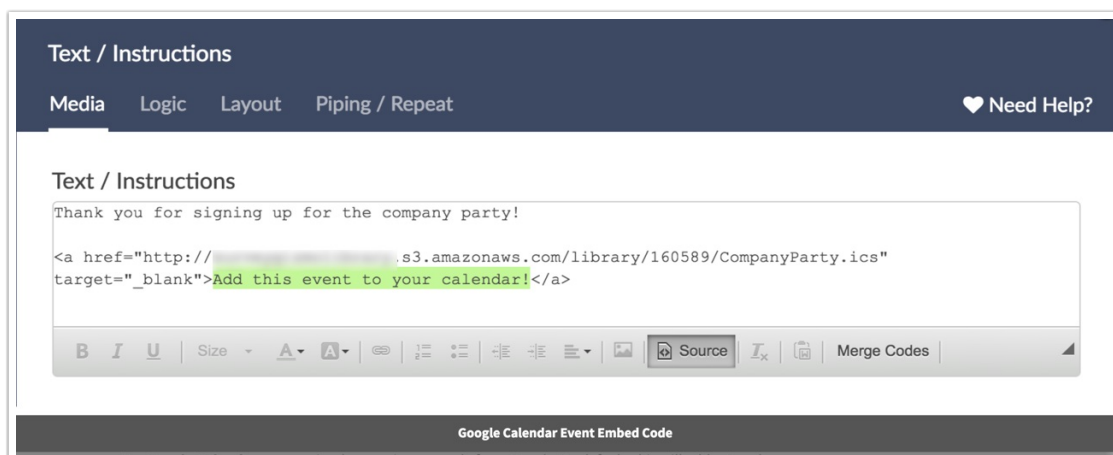 Text / Instructions
Media Logic Layout Piping / Repeat Need Help?
Text / Instructions
Thank you for signing up for the company party!
<a href="http:// .s3.amazonaws.com/library/160589/CompanyParty.ics"
target="_blank">Add this event to your calendar!</a>
B I U Size A A Source Tx Merge Codes
Google Calendar Event Embed Code